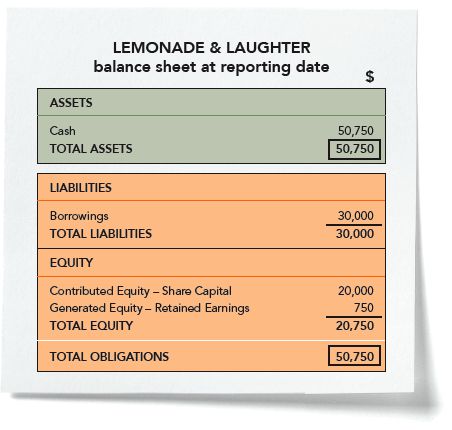 LEMONADE & LAUGHTER
balance sheet at reporting date
$
ASSETS
Cash 50,750
TOTAL ASSETS 50,750
LIABILITIES
Borrowings 30,000
TOTAL LIABILITIES 30,000
EQUITY
Contributed Equity – Share Capital 20,000
Generated Equity – Retained Earnings 750
TOTAL EQUITY 20,750
TOTAL OBLIGATIONS 50,750